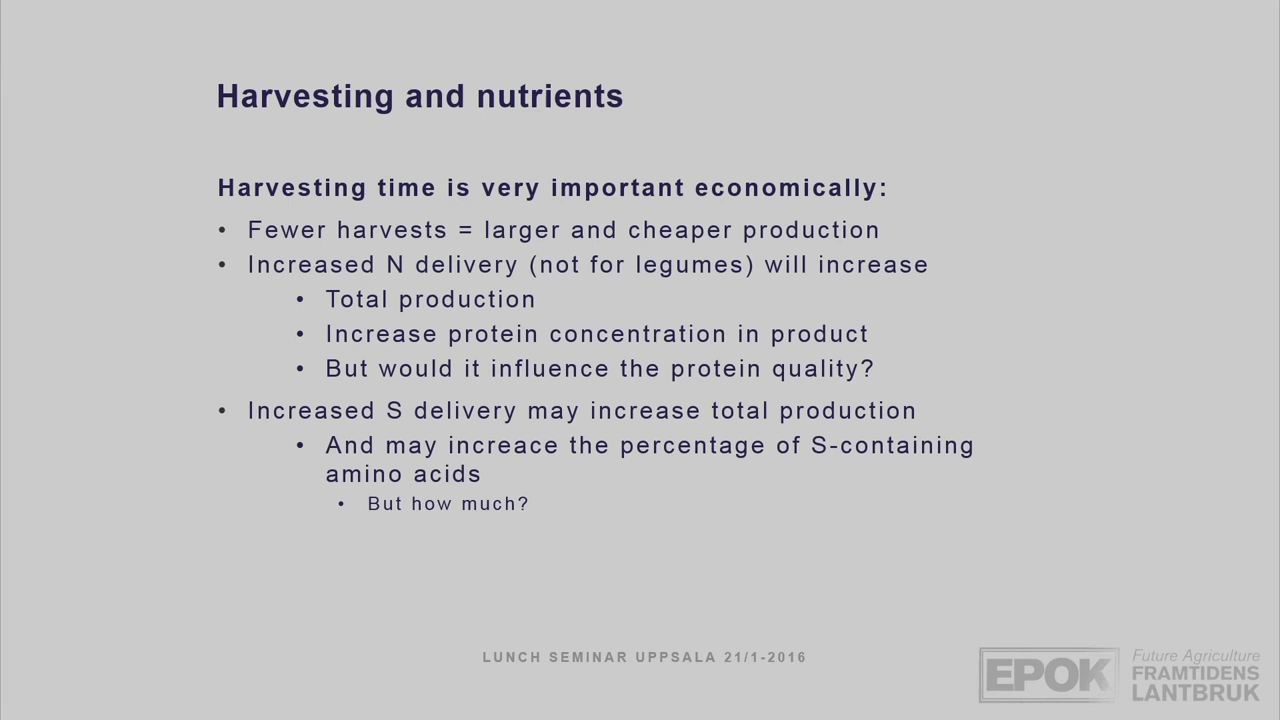 Harvesting and nutrients
Harvesting time is very important economically:
• Fewer harvests = larger and cheaper production
• Increased N delivery (not for legumes) will increase
• Total production
• Increase protein concentration in product
• But would it influence the protein quality?
• Increased S delivery may increase total production
• And may increace the percentage of S-containing
amino acids
• But how much?
LUNCH SEMINAR UPPSALA 21/1-2016
EPOK
Future Agriculture
FRAMTIDENS
LANTBRUK